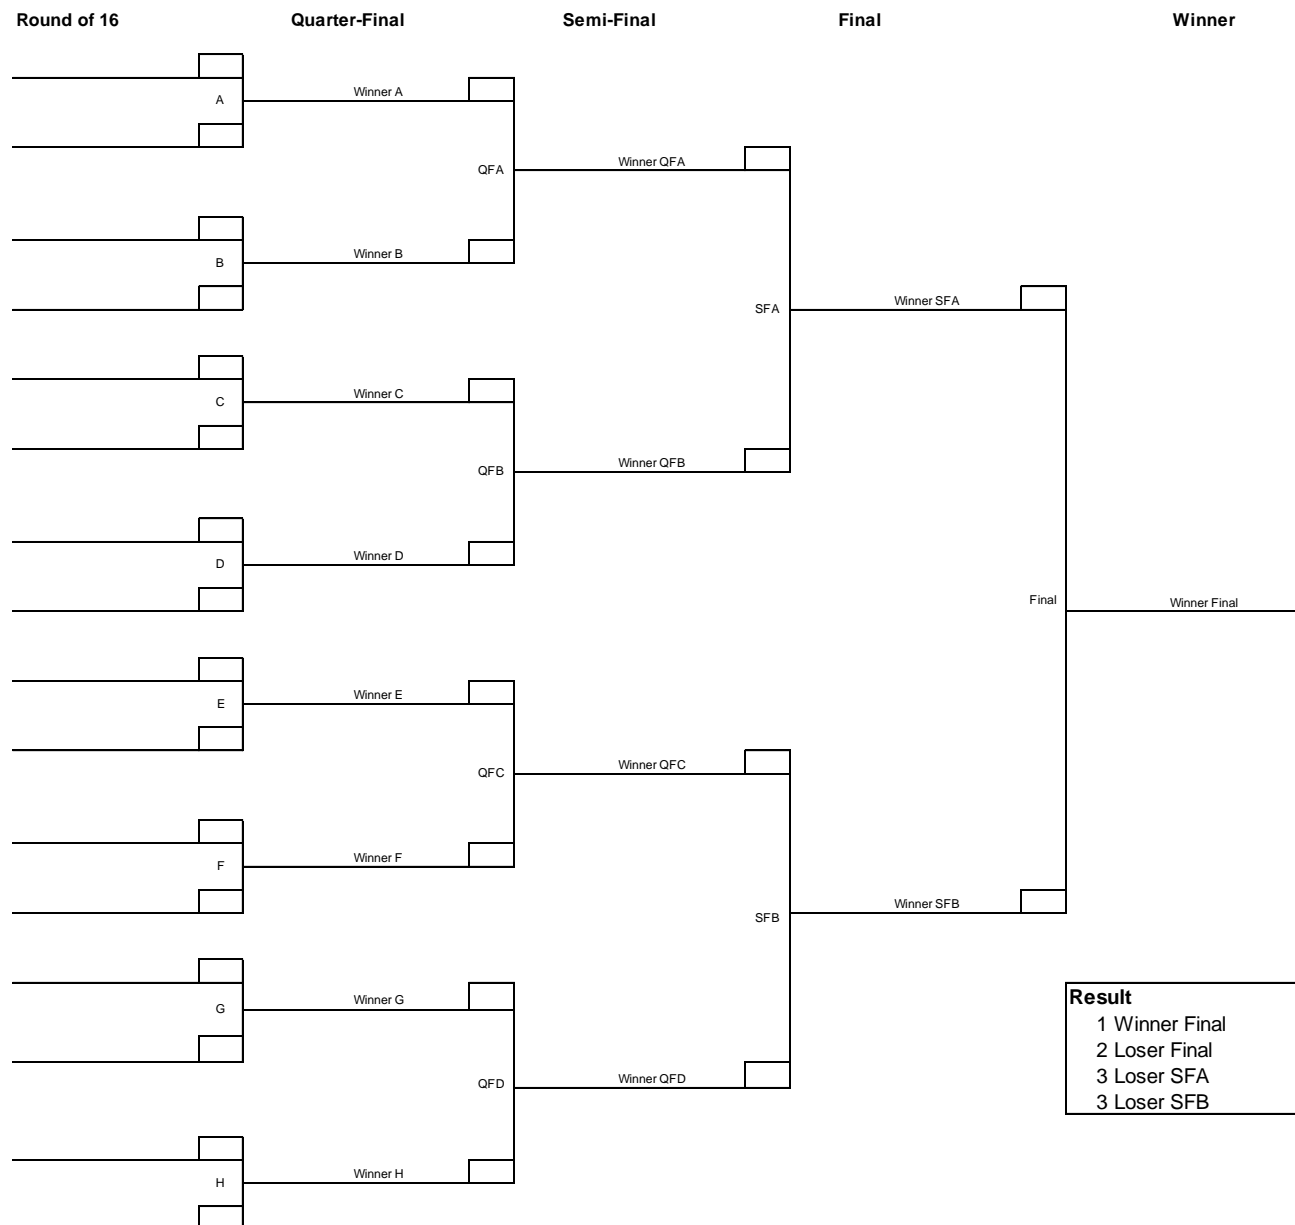 Round of 16 Quarter-Final Semi-Final Final Winner
Winner A
A
Winner QFA
QFA
Winner B
B
Winner SFA
SFA
Winner C
C
Winner QFB
QFB
Winner D
D
Final
Winner Final
Winner E
E
Winner QFC
QFC
Winner F
F
Winner SFB
SFB
Winner G
G
Winner QFD
QFD
Winner H
H
Result
1 Winner Final
2 Loser Final
3 Loser SFA
3 Loser SFB